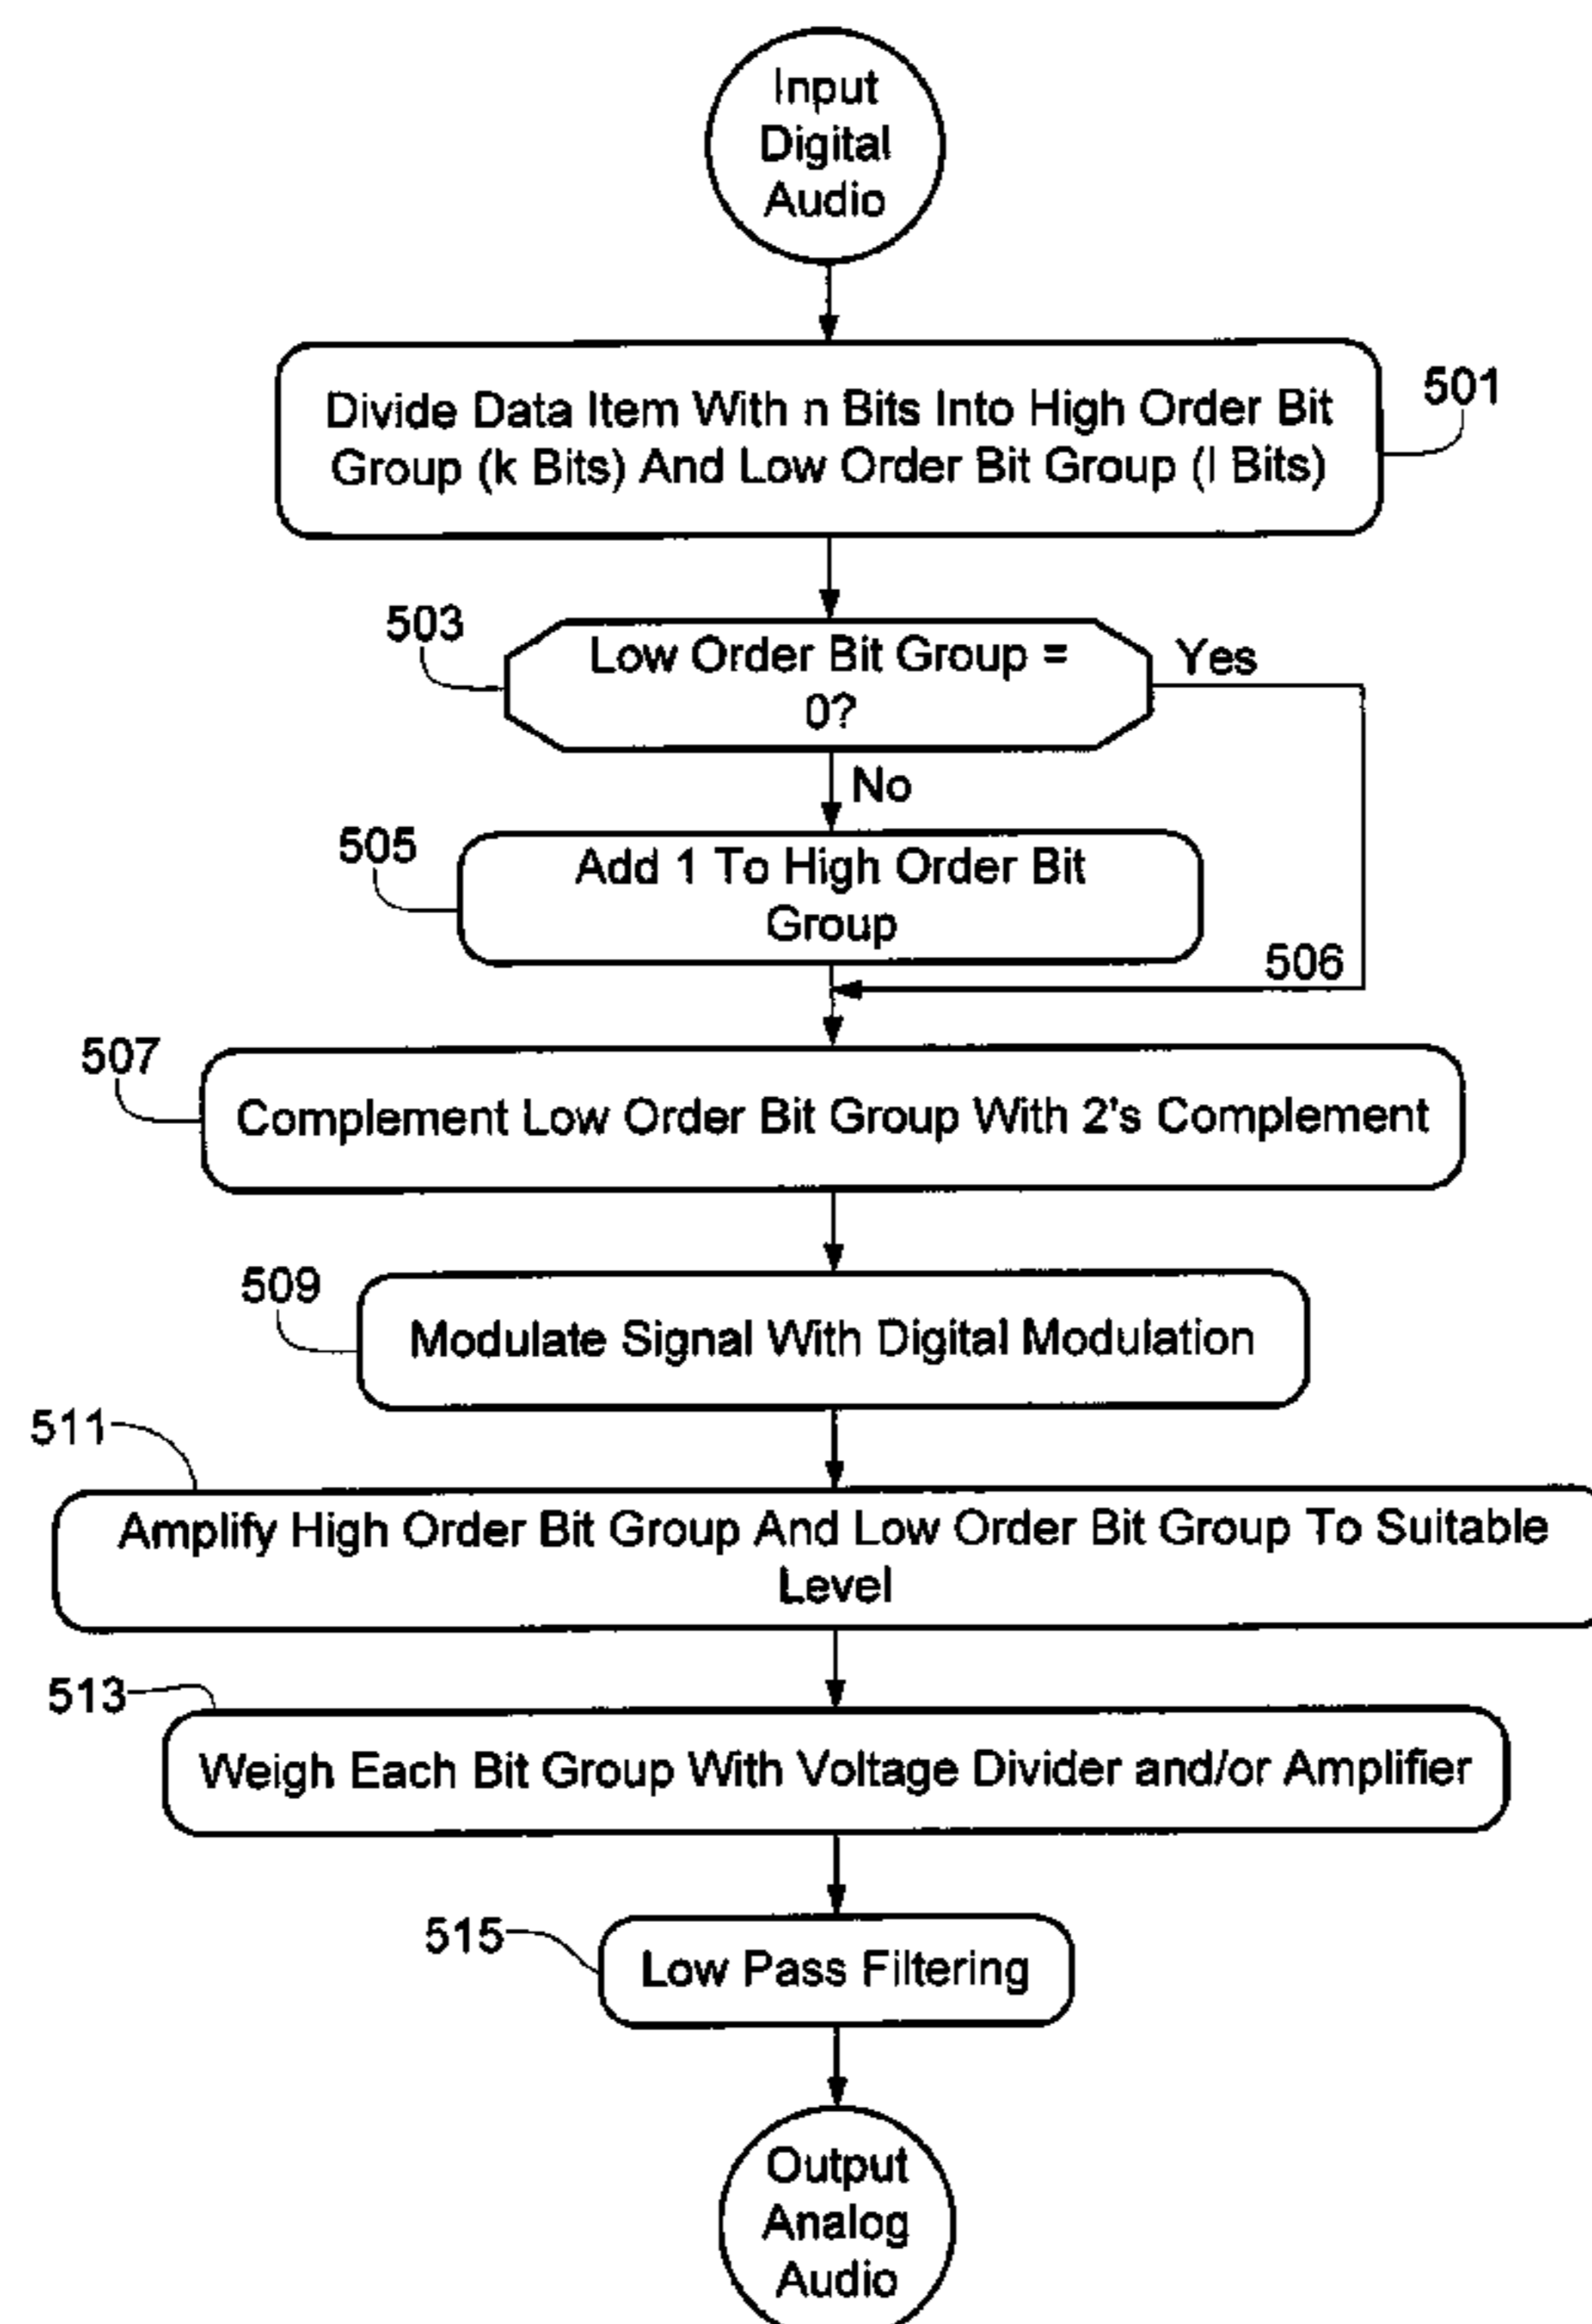 Input
Digital
Audio
Divide Data Item With n Bits Into High Order Bit
Group (k Bits) And Low Order Bit Group (l Bits)
501
503
Low Order Bit Group =
0?
Yes
No
505
Add 1 To High Order Bit
Group
506
507
Complement Low Order Bit Group With 2's Complement
509
Modulate Signal With Digital Modulation
511
Amplify High Order Bit Group And Low Order Bit Group To Suitable
Level
513
Weigh Each Bit Group With Voltage Divider and/or Amplifier
515
Low Pass Filtering
Output
Analog
Audio